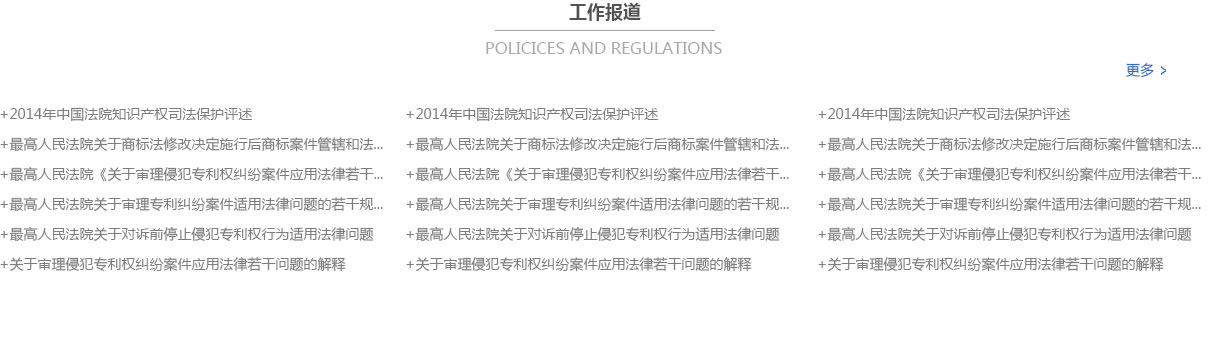 工作报道
POLICICES AND REGULATIONS
更多 >
+2014年中国法院知识产权司法保护评述
+最高人民法院关于商标法修改决定施行后商标案件管辖和法...
+最高人民法院《关于审理侵犯专利权纠纷案件应用法律若干...
+最高人民法院关于审理专利纠纷案件适用法律问题的若干规...
+最高人民法院关于对诉前停止侵犯专利权行为适用法律问题
+关于审理侵犯专利权纠纷案件应用法律若干问题的解释
+2014年中国法院知识产权司法保护评述
+最高人民法院关于商标法修改决定施行后商标案件管辖和法...
+最高人民法院《关于审理侵犯专利权纠纷案件应用法律若干...
+最高人民法院关于审理专利纠纷案件适用法律问题的若干规...
+最高人民法院关于对诉前停止侵犯专利权行为适用法律问题
+关于审理侵犯专利权纠纷案件应用法律若干问题的解释
+2014年中国法院知识产权司法保护评述
+最高人民法院关于商标法修改决定施行后商标案件管辖和法...
+最高人民法院《关于审理侵犯专利权纠纷案件应用法律若干...
+最高人民法院关于审理专利纠纷案件适用法律问题的若干规...
+最高人民法院关于对诉前停止侵犯专利权行为适用法律问题
+关于审理侵犯专利权纠纷案件应用法律若干问题的解释